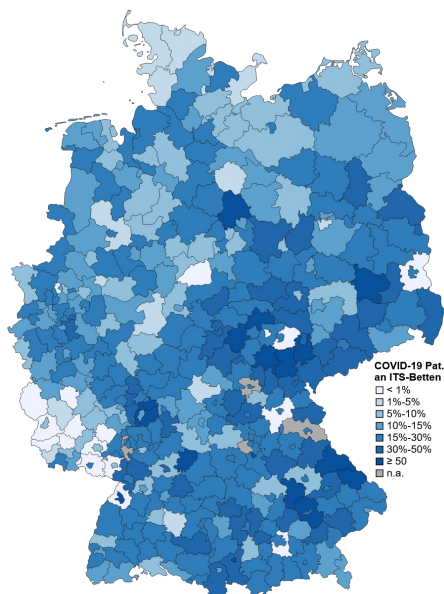 COVID-19 Pat.
an ITS-Betten
< 1%
1%-5%
5%-10%
10%-15%
15%-30%
30%-50%
≥ 50
n.a.